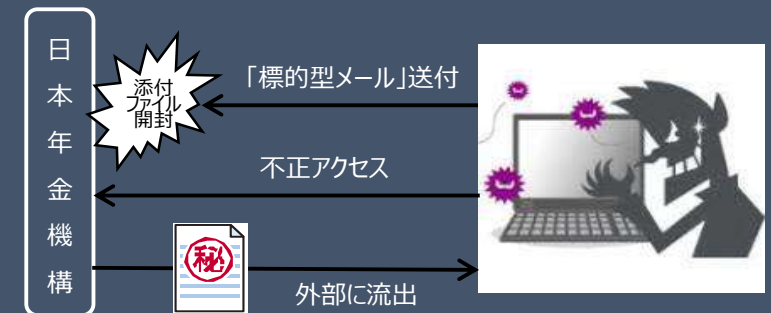 日本年金機構
添付
ファイル
開封
「標的型メール」送付
不正アクセス
㊙
外部に流出